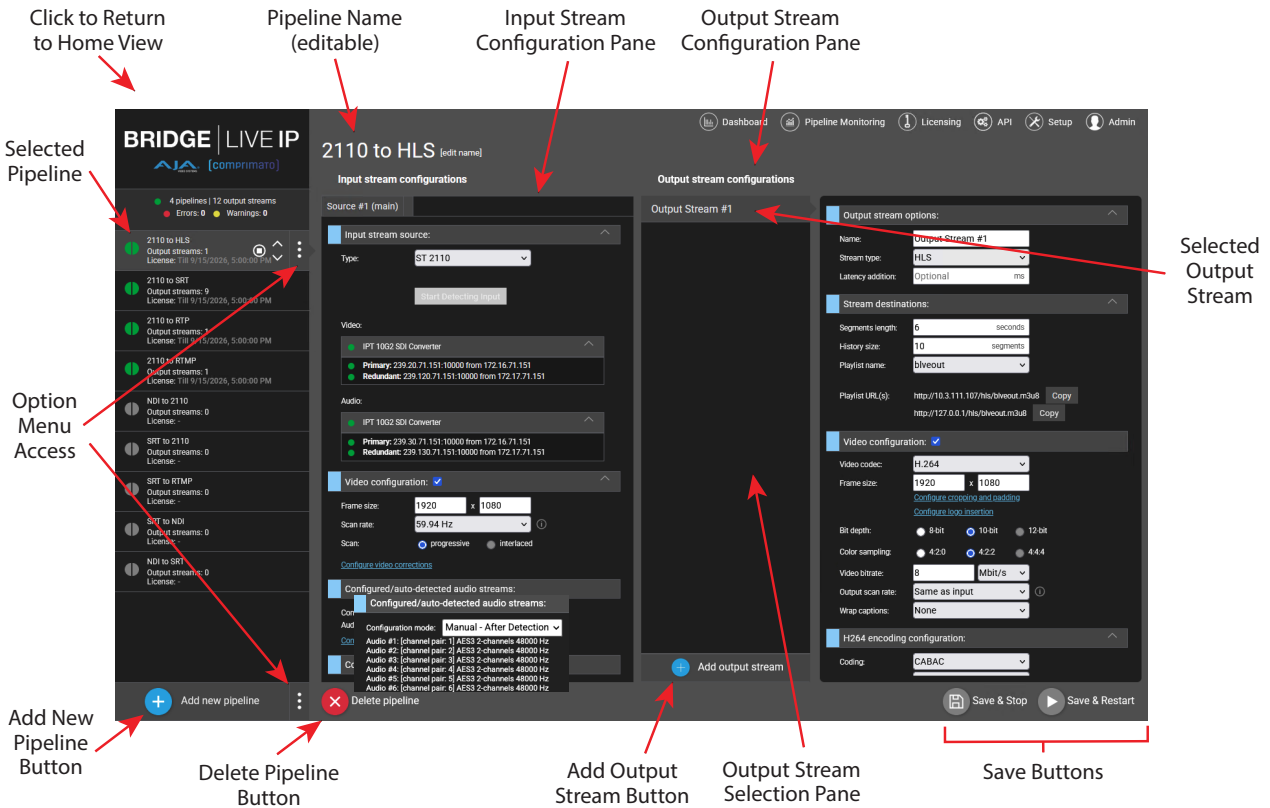 Click to Return
to Home View
Pipeline Name
(editable)
Input Stream
Configuration Pane
Output Stream
Configuration Pane
Selected
Pipeline
Option
Menu
Access
Add New
Pipeline
Button
Delete Pipeline
Button
Add Output
Stream Button
Output Stream
Selection Pane
Save Buttons
Selected
Output
Stream
BRIDGE LIVE IP
AJA [comprimato]
4 pipelines | 12 output streams
Errors: 0 Warnings: 0
2110 to HLS
Output streams: 1
License: Till 9/15/2026, 5:00:00 PM
2110 to SRT
Output streams: 9
License: Till 9/15/2026, 5:00:00 PM
2110 to RTP
Output streams: 1
License: Till 9/15/2026, 5:00:00 PM
2110 to RTMP
Output streams: 1
License: Till 9/15/2026, 5:00:00 PM
NDI to 2110
Output streams: 0
License: -
SRT to 2110
Output streams: 0
License: -
SRT to RTMP
Output streams: 0
License: -
SRT to NDI
Output streams: 0
License: -
NDI to SRT
Output streams: 0
License: -
Add new pipeline
Dashboard Pipeline Monitoring Licensing API Setup Admin
2110 to HLS [edit name]
Input stream configurations
Source #1 (main)
Input stream source:
Type: ST 2110
Start Detecting Input
Video:
IPT 10G2 SDI Converter
Primary: 239.20.71.151:10000 from 172.16.71.151
Redundant: 239.120.71.151:10000 from 172.17.71.151
Audio:
IPT 10G2 SDI Converter
Primary: 239.30.71.151:10000 from 172.16.71.151
Redundant: 239.130.71.151:10000 from 172.17.71.151
Video configuration:
Frame size: 1920 x 1080
Scan rate: 59.94 Hz
Scan: progressive interlaced
Configure video corrections
Configured/auto-detected audio streams:
Configured/auto-detected audio streams:
Configuration mode: Manual - After Detection
Audio #1: [channel pair: 1] AES3 2-channels 48000 Hz
Audio #2: [channel pair: 2] AES3 2-channels 48000 Hz
Audio #3: [channel pair: 3] AES3 2-channels 48000 Hz
Audio #4: [channel pair: 4] AES3 2-channels 48000 Hz
Audio #5: [channel pair: 5] AES3 2-channels 48000 Hz
Audio #6: [channel pair: 6] AES3 2-channels 48000 Hz
Delete pipeline
Output stream configurations
Output Stream #1
Add output stream
Output stream options:
Name: Output Stream #1
Stream type: HLS
Latency addition: Optional ms
Stream destinations:
Segments length: 6 seconds
History size: 10 segments
Playlist name: blveout
Playlist URL(s): http://10.3.111.107/hls/blveout.m3u8 Copy
http://127.0.0.1/hls/blveout.m3u8 Copy
Video configuration:
Video codec: H.264
Frame size: 1920 x 1080
Configure cropping and padding
Configure logo insertion
Bit depth: 8-bit 10-bit 12-bit
Color sampling: 4:2:0 4:2:2 4:4:4
Video bitrate: 8 Mbit/s
Output scan rate: Same as input
Wrap captions: None
H264 encoding
configuration:
Coding: CABAC
Save & Stop Save & Restart